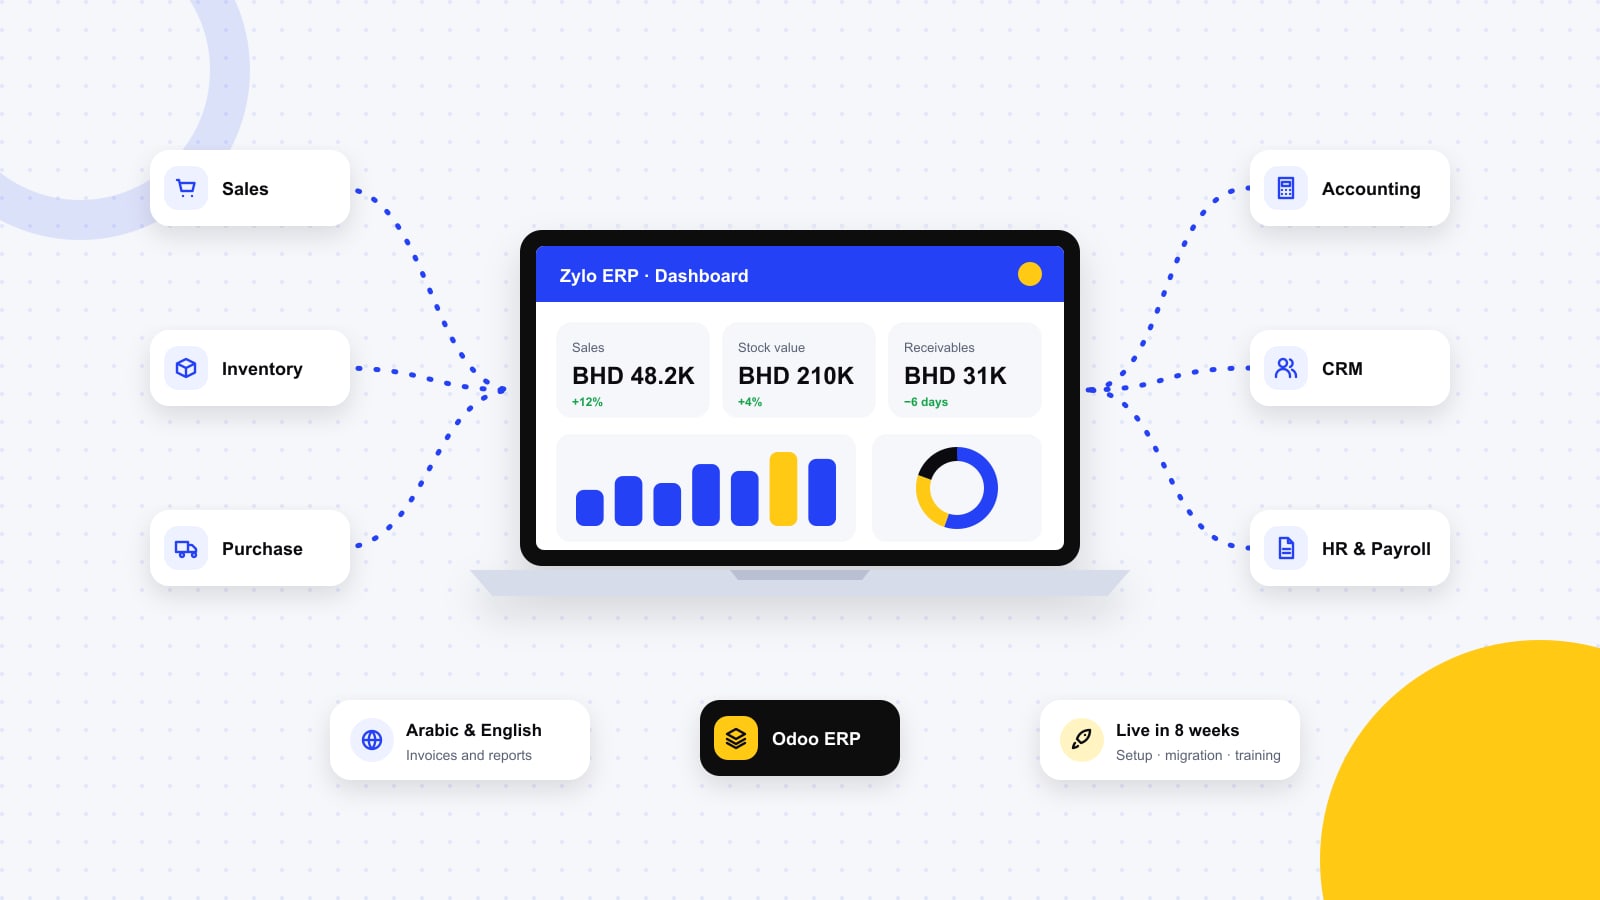 Sales
Inventory
Purchase
Zylo ERP · Dashboard
Sales
BHD 48.2K
+12%
Stock value
BHD 210K
+4%
Receivables
BHD 31K
−6 days
Accounting
CRM
HR & Payroll
Arabic & English
Invoices and reports
Odoo ERP
Live in 8 weeks
Setup · migration · training